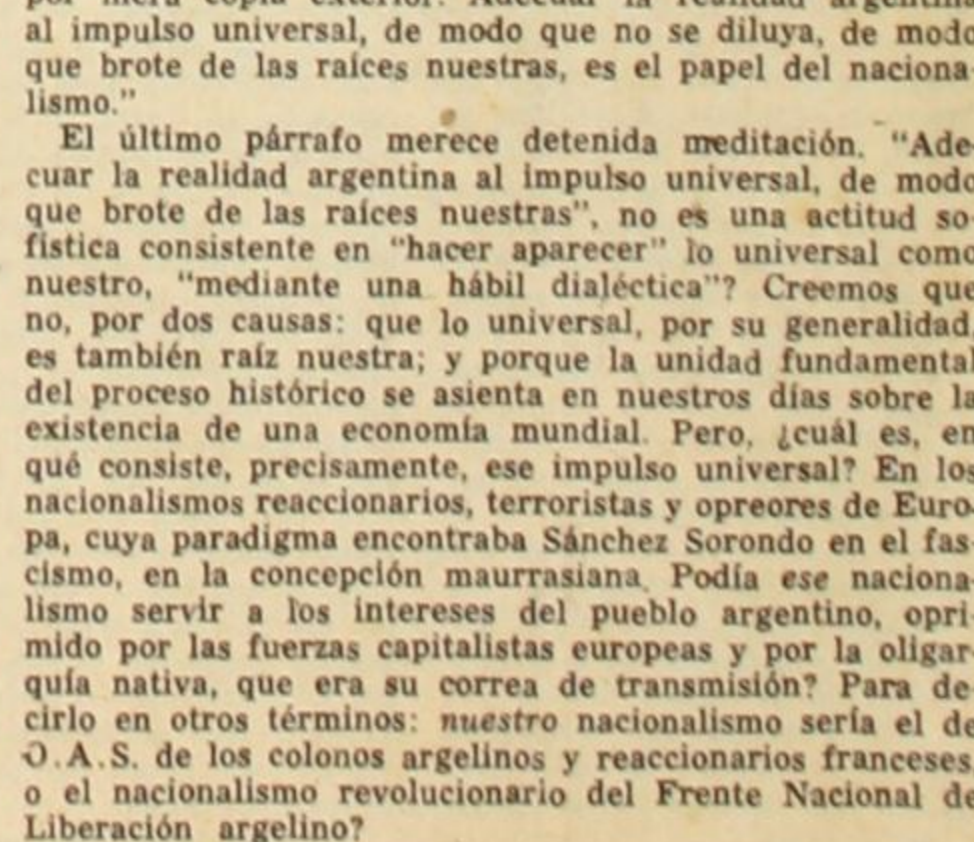 por mera copia exterior. Adecuar la realidad argentina
al impulso universal, de modo que no se diluya, de modo
que brote de las raíces nuestras, es el papel del naciona-
lismo."
El último párrafo merece detenida meditación. "Ade-
cuar la realidad argentina al impulso universal, de modo
que brote de las raíces nuestras", no es una actitud so-
fística consistente en "hacer aparecer" lo universal como
nuestro, "mediante una hábil dialéctica"? Creemos que
no, por dos causas: que lo universal, por su generalidad,
es también raíz nuestra; y porque la unidad fundamental
del proceso histórico se asienta en nuestros días sobre la
existencia de una economía mundial. Pero, ¿cuál es, en
qué consiste, precisamente, ese impulso universal? En los
nacionalismos reaccionarios, terroristas y opreores de Euro-
pa, cuya paradigma encontraba Sánchez Sorondo en el fas-
cismo, en la concepción maurrasiana. Podía ese naciona-
lismo servir a los intereses del pueblo argentino, opri-
mido por las fuerzas capitalistas europeas y por la oligar-
quía nativa, que era su correa de transmisión? Para de-
cirlo en otros términos: nuestro nacionalismo sería el de
O.A.S. de los colonos argelinos y reaccionarios franceses
o el nacionalismo revolucionario del Frente Nacional de
Liberación argelino?